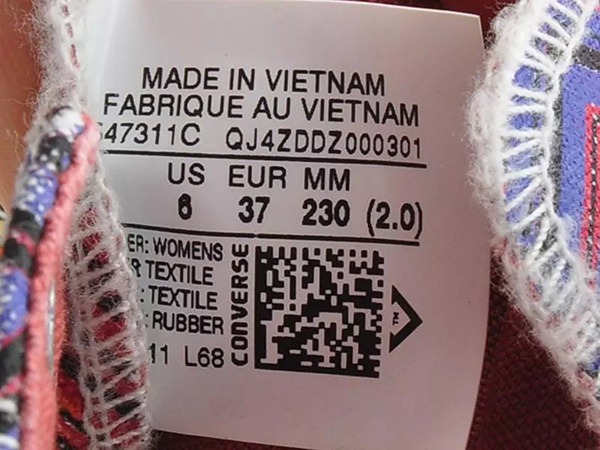 MADE IN VIETNAM
FABRIQUE AU VIETNAM
47311C QJ4ZDDZ000301
US EUR MM
6 37 230 (2.0)
ER: WOMENS
R TEXTILE
: TEXTILE
: RUBBER
11 L68
CONVERSE